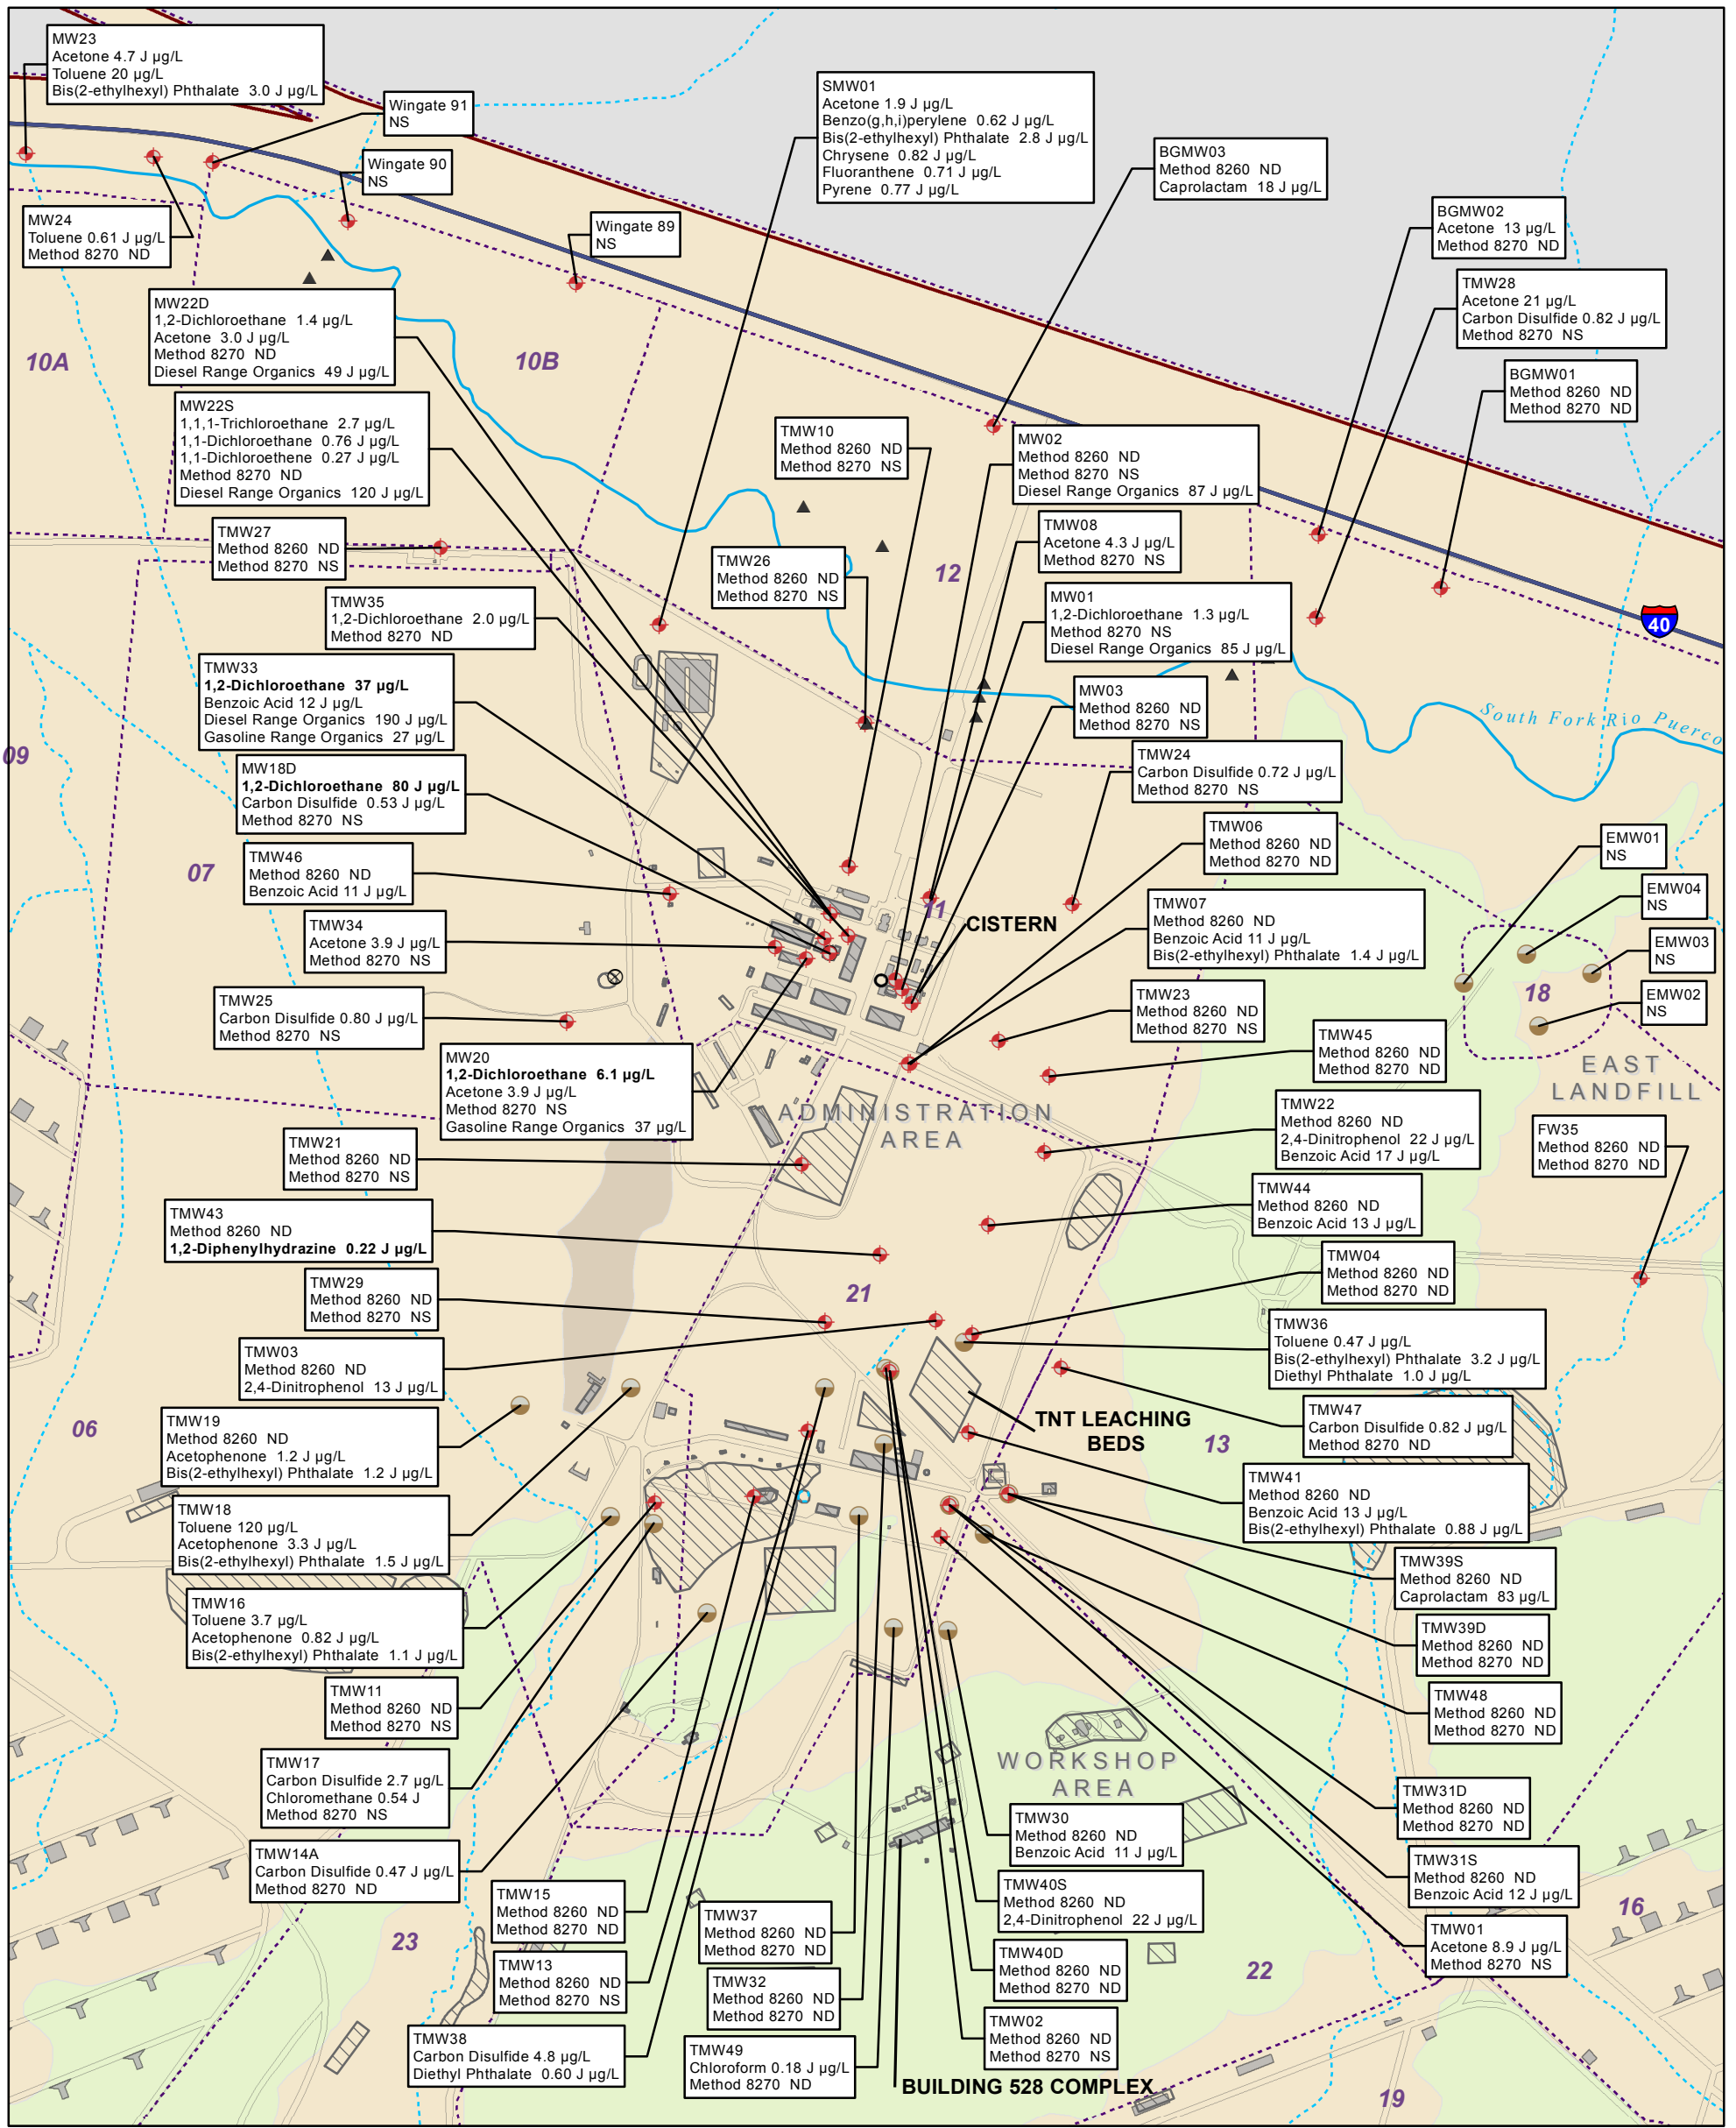 MW23
Acetone 4.7 J µg/L
Toluene 20 µg/L
Bis(2-ethylhexyl) Phthalate 3.0 J µg/L
Wingate 91
NS
Wingate 90
NS
MW24
Toluene 0.61 J µg/L
Method 8270 ND
Wingate 89
NS
SMW01
Acetone 1.9 J µg/L
Benzo(g,h,i)perylene 0.62 J µg/L
Bis(2-ethylhexyl) Phthalate 2.8 J µg/L
Chrysene 0.82 J µg/L
Fluoranthene 0.71 J µg/L
Pyrene 0.77 J µg/L
BGMW03
Method 8260 ND
Caprolactam 18 J µg/L
BGMW02
Acetone 13 µg/L
Method 8270 ND
TMW28
Acetone 21 µg/L
Carbon Disulfide 0.82 J µg/L
Method 8270 NS
BGMW01
Method 8260 ND
Method 8270 ND
MW22D
1,2-Dichloroethane 1.4 µg/L
Acetone 3.0 J µg/L
Method 8270 ND
Diesel Range Organics 49 J µg/L
10A
10B
MW22S
1,1,1-Trichloroethane 2.7 µg/L
1,1-Dichloroethane 0.76 J µg/L
1,1-Dichloroethene 0.27 J µg/L
Method 8270 ND
Diesel Range Organics 120 J µg/L
TMW10
Method 8260 ND
Method 8270 NS
MW02
Method 8260 ND
Method 8270 NS
Diesel Range Organics 87 J µg/L
TMW27
Method 8260 ND
Method 8270 NS
TMW26
Method 8260 ND
Method 8270 NS
12
TMW08
Acetone 4.3 J µg/L
Method 8270 NS
TMW35
1,2-Dichloroethane 2.0 µg/L
Method 8270 ND
MW01
1,2-Dichloroethane 1.3 µg/L
Method 8270 NS
Diesel Range Organics 85 J µg/L
40
TMW33
1,2-Dichloroethane 37 µg/L
Benzoic Acid 12 J µg/L
Diesel Range Organics 190 J µg/L
Gasoline Range Organics 27 µg/L
MW03
Method 8260 ND
Method 8270 NS
South Fork Rio Puerco
09
MW18D
1,2-Dichloroethane 80 J µg/L
Carbon Disulfide 0.53 J µg/L
Method 8270 NS
TMW24
Carbon Disulfide 0.72 J µg/L
Method 8270 NS
TMW06
Method 8260 ND
Method 8270 ND
EMW01
NS
07
TMW46
Method 8260 ND
Benzoic Acid 11 J µg/L
EMW04
NS
11
CISTERN
TMW07
Method 8260 ND
Benzoic Acid 11 J µg/L
Bis(2-ethylhexyl) Phthalate 1.4 J µg/L
EMW03
NS
TMW34
Acetone 3.9 J µg/L
Method 8270 NS
18
EMW02
NS
TMW25
Carbon Disulfide 0.80 J µg/L
Method 8270 NS
TMW23
Method 8260 ND
Method 8270 NS
TMW45
Method 8260 ND
Method 8270 ND
EAST
LANDFILL
MW20
1,2-Dichloroethane 6.1 µg/L
Acetone 3.9 J µg/L
Method 8270 NS
Gasoline Range Organics 37 µg/L
ADMINISTRATION
AREA
TMW22
Method 8260 ND
2,4-Dinitrophenol 22 J µg/L
Benzoic Acid 17 J µg/L
FW35
Method 8260 ND
Method 8270 ND
TMW21
Method 8260 ND
Method 8270 NS
TMW44
Method 8260 ND
Benzoic Acid 13 J µg/L
TMW43
Method 8260 ND
1,2-Diphenylhydrazine 0.22 J µg/L
TMW04
Method 8260 ND
Method 8270 ND
TMW29
Method 8260 ND
Method 8270 NS
21
TMW36
Toluene 0.47 J µg/L
Bis(2-ethylhexyl) Phthalate 3.2 J µg/L
Diethyl Phthalate 1.0 J µg/L
TMW03
Method 8260 ND
2,4-Dinitrophenol 13 J µg/L
TMW47
Carbon Disulfide 0.82 J µg/L
Method 8270 ND
06
TMW19
Method 8260 ND
Acetophenone 1.2 J µg/L
Bis(2-ethylhexyl) Phthalate 1.2 J µg/L
TNT LEACHING
BEDS
13
TMW41
Method 8260 ND
Benzoic Acid 13 J µg/L
Bis(2-ethylhexyl) Phthalate 0.88 J µg/L
TMW18
Toluene 120 µg/L
Acetophenone 3.3 J µg/L
Bis(2-ethylhexyl) Phthalate 1.5 J µg/L
TMW39S
Method 8260 ND
Caprolactam 83 µg/L
TMW16
Toluene 3.7 µg/L
Acetophenone 0.82 J µg/L
Bis(2-ethylhexyl) Phthalate 1.1 J µg/L
TMW39D
Method 8260 ND
Method 8270 ND
TMW11
Method 8260 ND
Method 8270 NS
TMW48
Method 8260 ND
Method 8270 ND
TMW17
Carbon Disulfide 2.7 µg/L
Chloromethane 0.54 J
Method 8270 NS
WORKSHOP
AREA
TMW31D
Method 8260 ND
Method 8270 ND
TMW30
Method 8260 ND
Benzoic Acid 11 J µg/L
TMW14A
Carbon Disulfide 0.47 J µg/L
Method 8270 ND
TMW31S
Method 8260 ND
Benzoic Acid 12 J µg/L
TMW15
Method 8260 ND
Method 8270 ND
TMW40S
Method 8260 ND
2,4-Dinitrophenol 22 J µg/L
16
TMW37
Method 8260 ND
Method 8270 ND
TMW01
Acetone 8.9 J µg/L
Method 8270 NS
23
TMW40D
Method 8260 ND
Method 8270 ND
22
TMW13
Method 8260 ND
Method 8270 NS
TMW32
Method 8260 ND
Method 8270 ND
TMW02
Method 8260 ND
Method 8270 NS
TMW38
Carbon Disulfide 4.8 µg/L
Diethyl Phthalate 0.60 J µg/L
TMW49
Chloroform 0.18 J µg/L
Method 8270 ND
BUILDING 528 COMPLEX
19